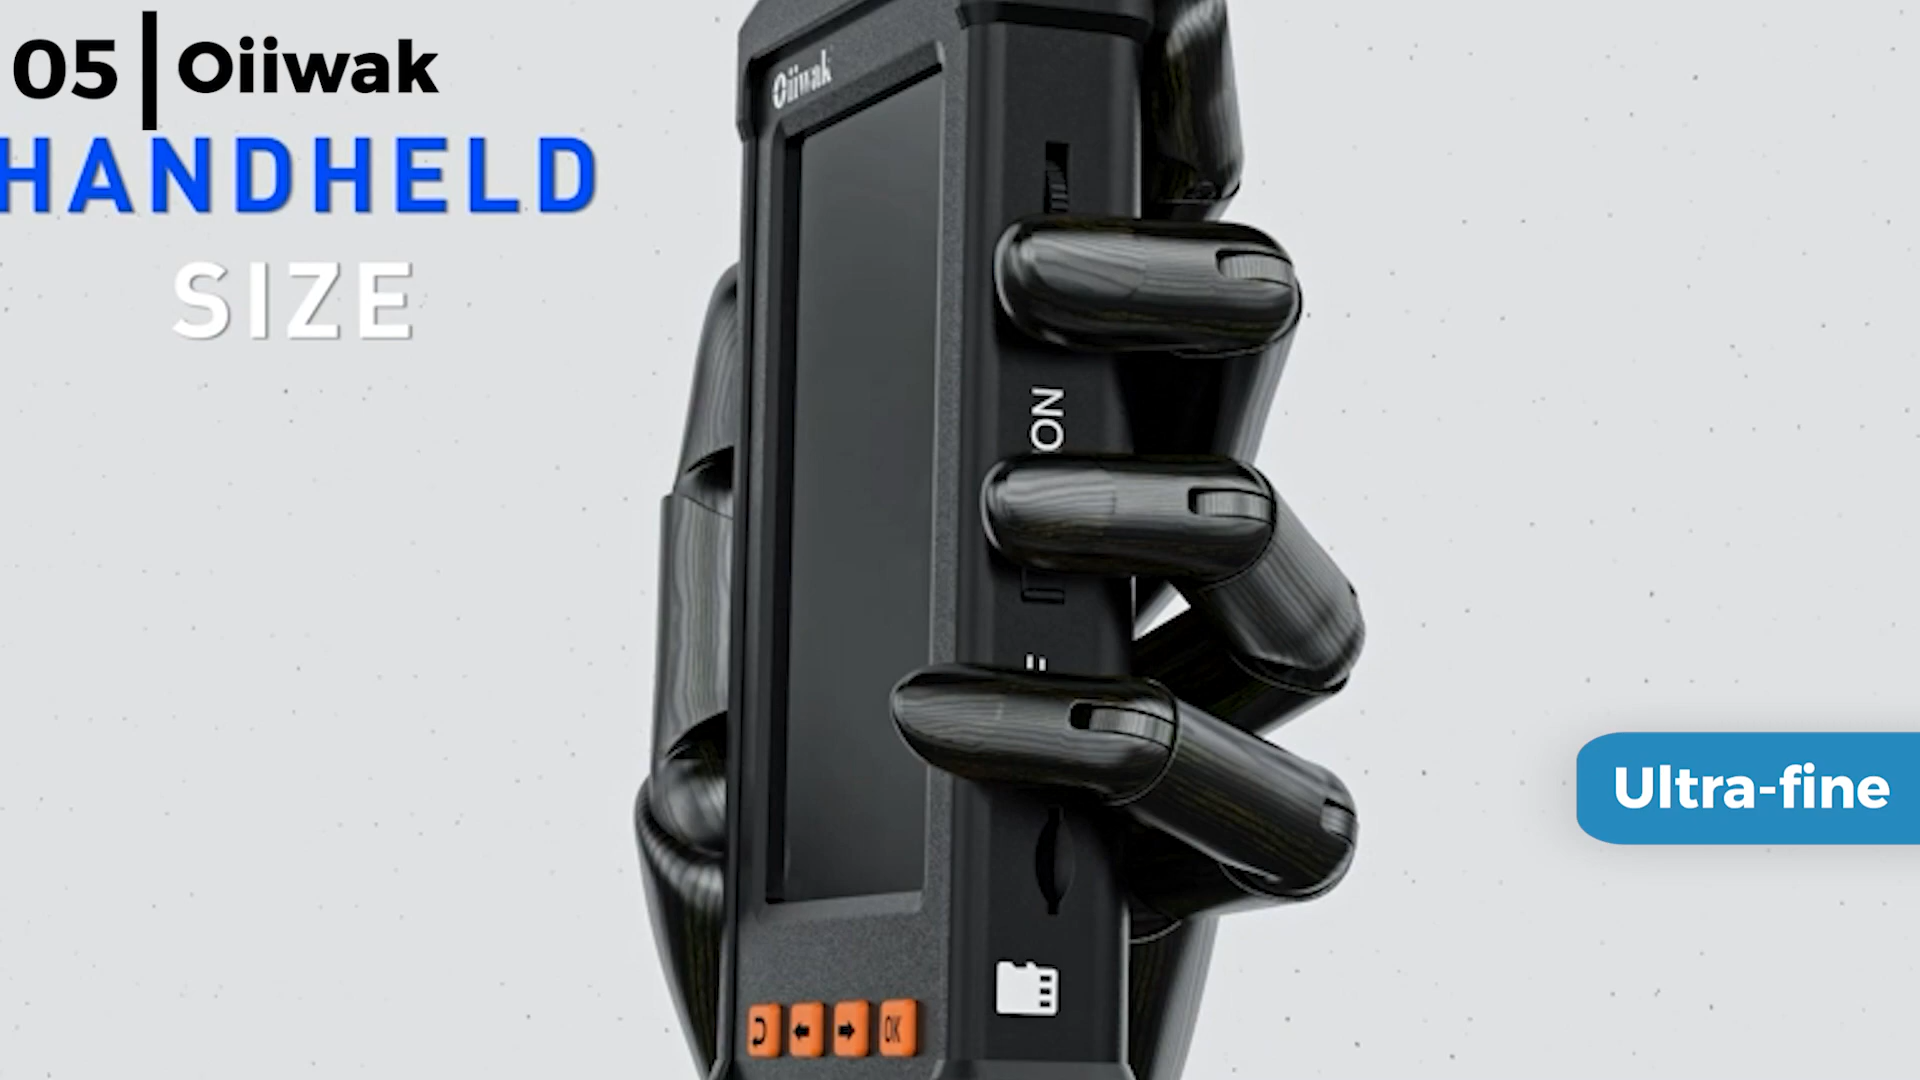 05 | Oiiwak
HANDHELD
SIZE
Oiiwak
ON
OK
Ultra-fine